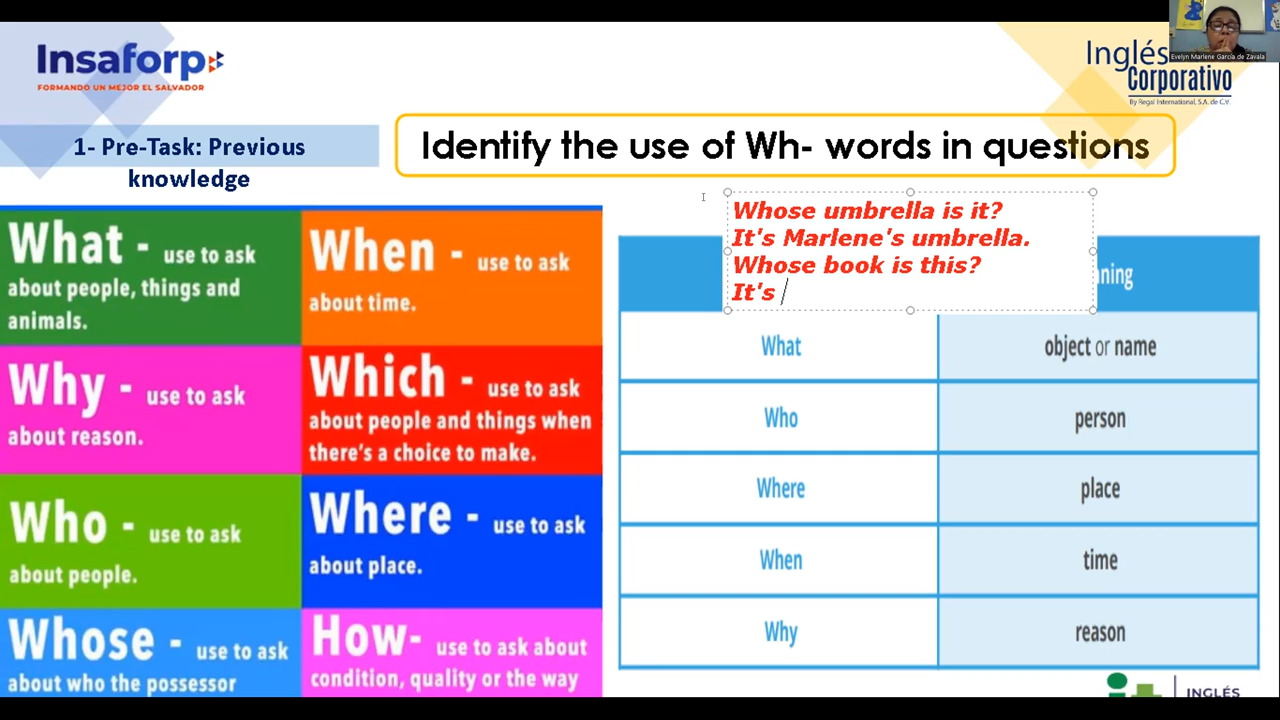 Insaforp
FORMANDO UN MEJOR EL SALVADOR
Inglés
Corporativo
By Regal International, S.A. de C.V.
Evelyn Marlene García de Zavala
1- Pre-Task: Previous
knowledge
Identify the use of Wh- words in questions
What - use to ask
about people, things and
animals.
When - use to ask
about time.
Why - use to ask
about reason.
Which - use to ask
about people and things when
there's a choice to make.
Who - use to ask
about people.
Where - use to ask
about place.
Whose - use to ask
about who the possessor
How- use to ask about
condition, quality or the way
Whose umbrella is it?
It's Marlene's umbrella.
Whose book is this?
It's
ning
What object or name
Who person
Where place
When time
Why reason
INGLÉS